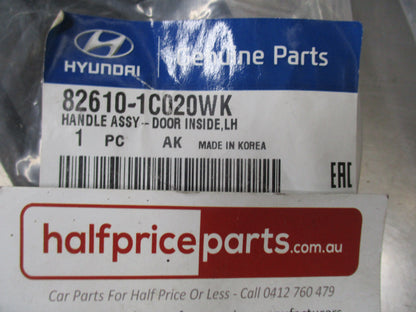 HYUNDAI
Genuine Parts
82610-1C020WK
HANDLE ASSY-DOOR INSIDE,LH
1 PC AK MADE IN KOREA
EAC
halfpriceparts.com.au
Car Parts For Half Price Or Less - Call 0412 760 479